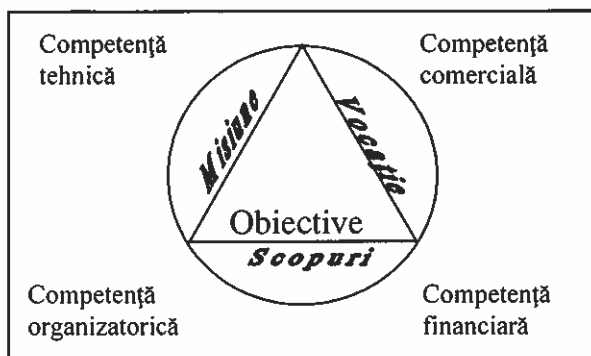 Competenţă
tehnică
Competenţă
comercială
Misiune
Vocaţie
Obiective
Scopuri
Competenţă
organizatorică
Competenţă
financiară